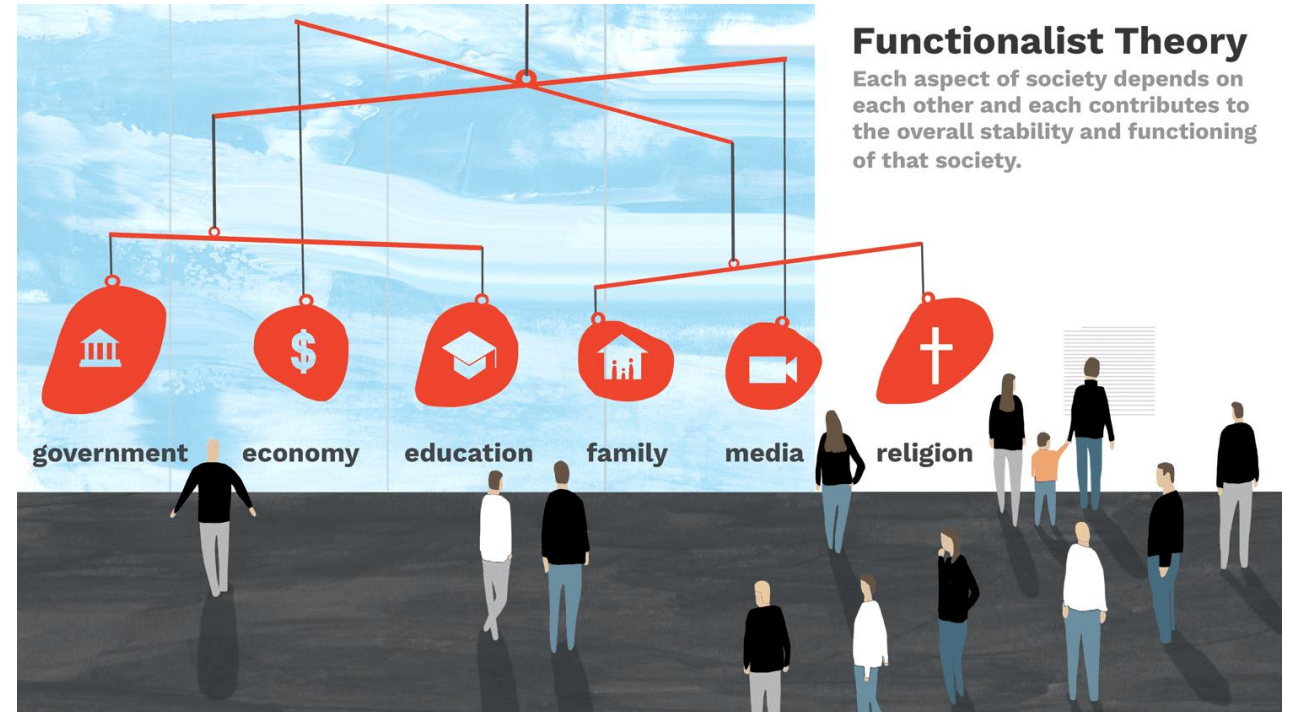 Functionalist Theory
Each aspect of society depends on
each other and each contributes to
the overall stability and functioning
of that society.
$
government economy education family media religion